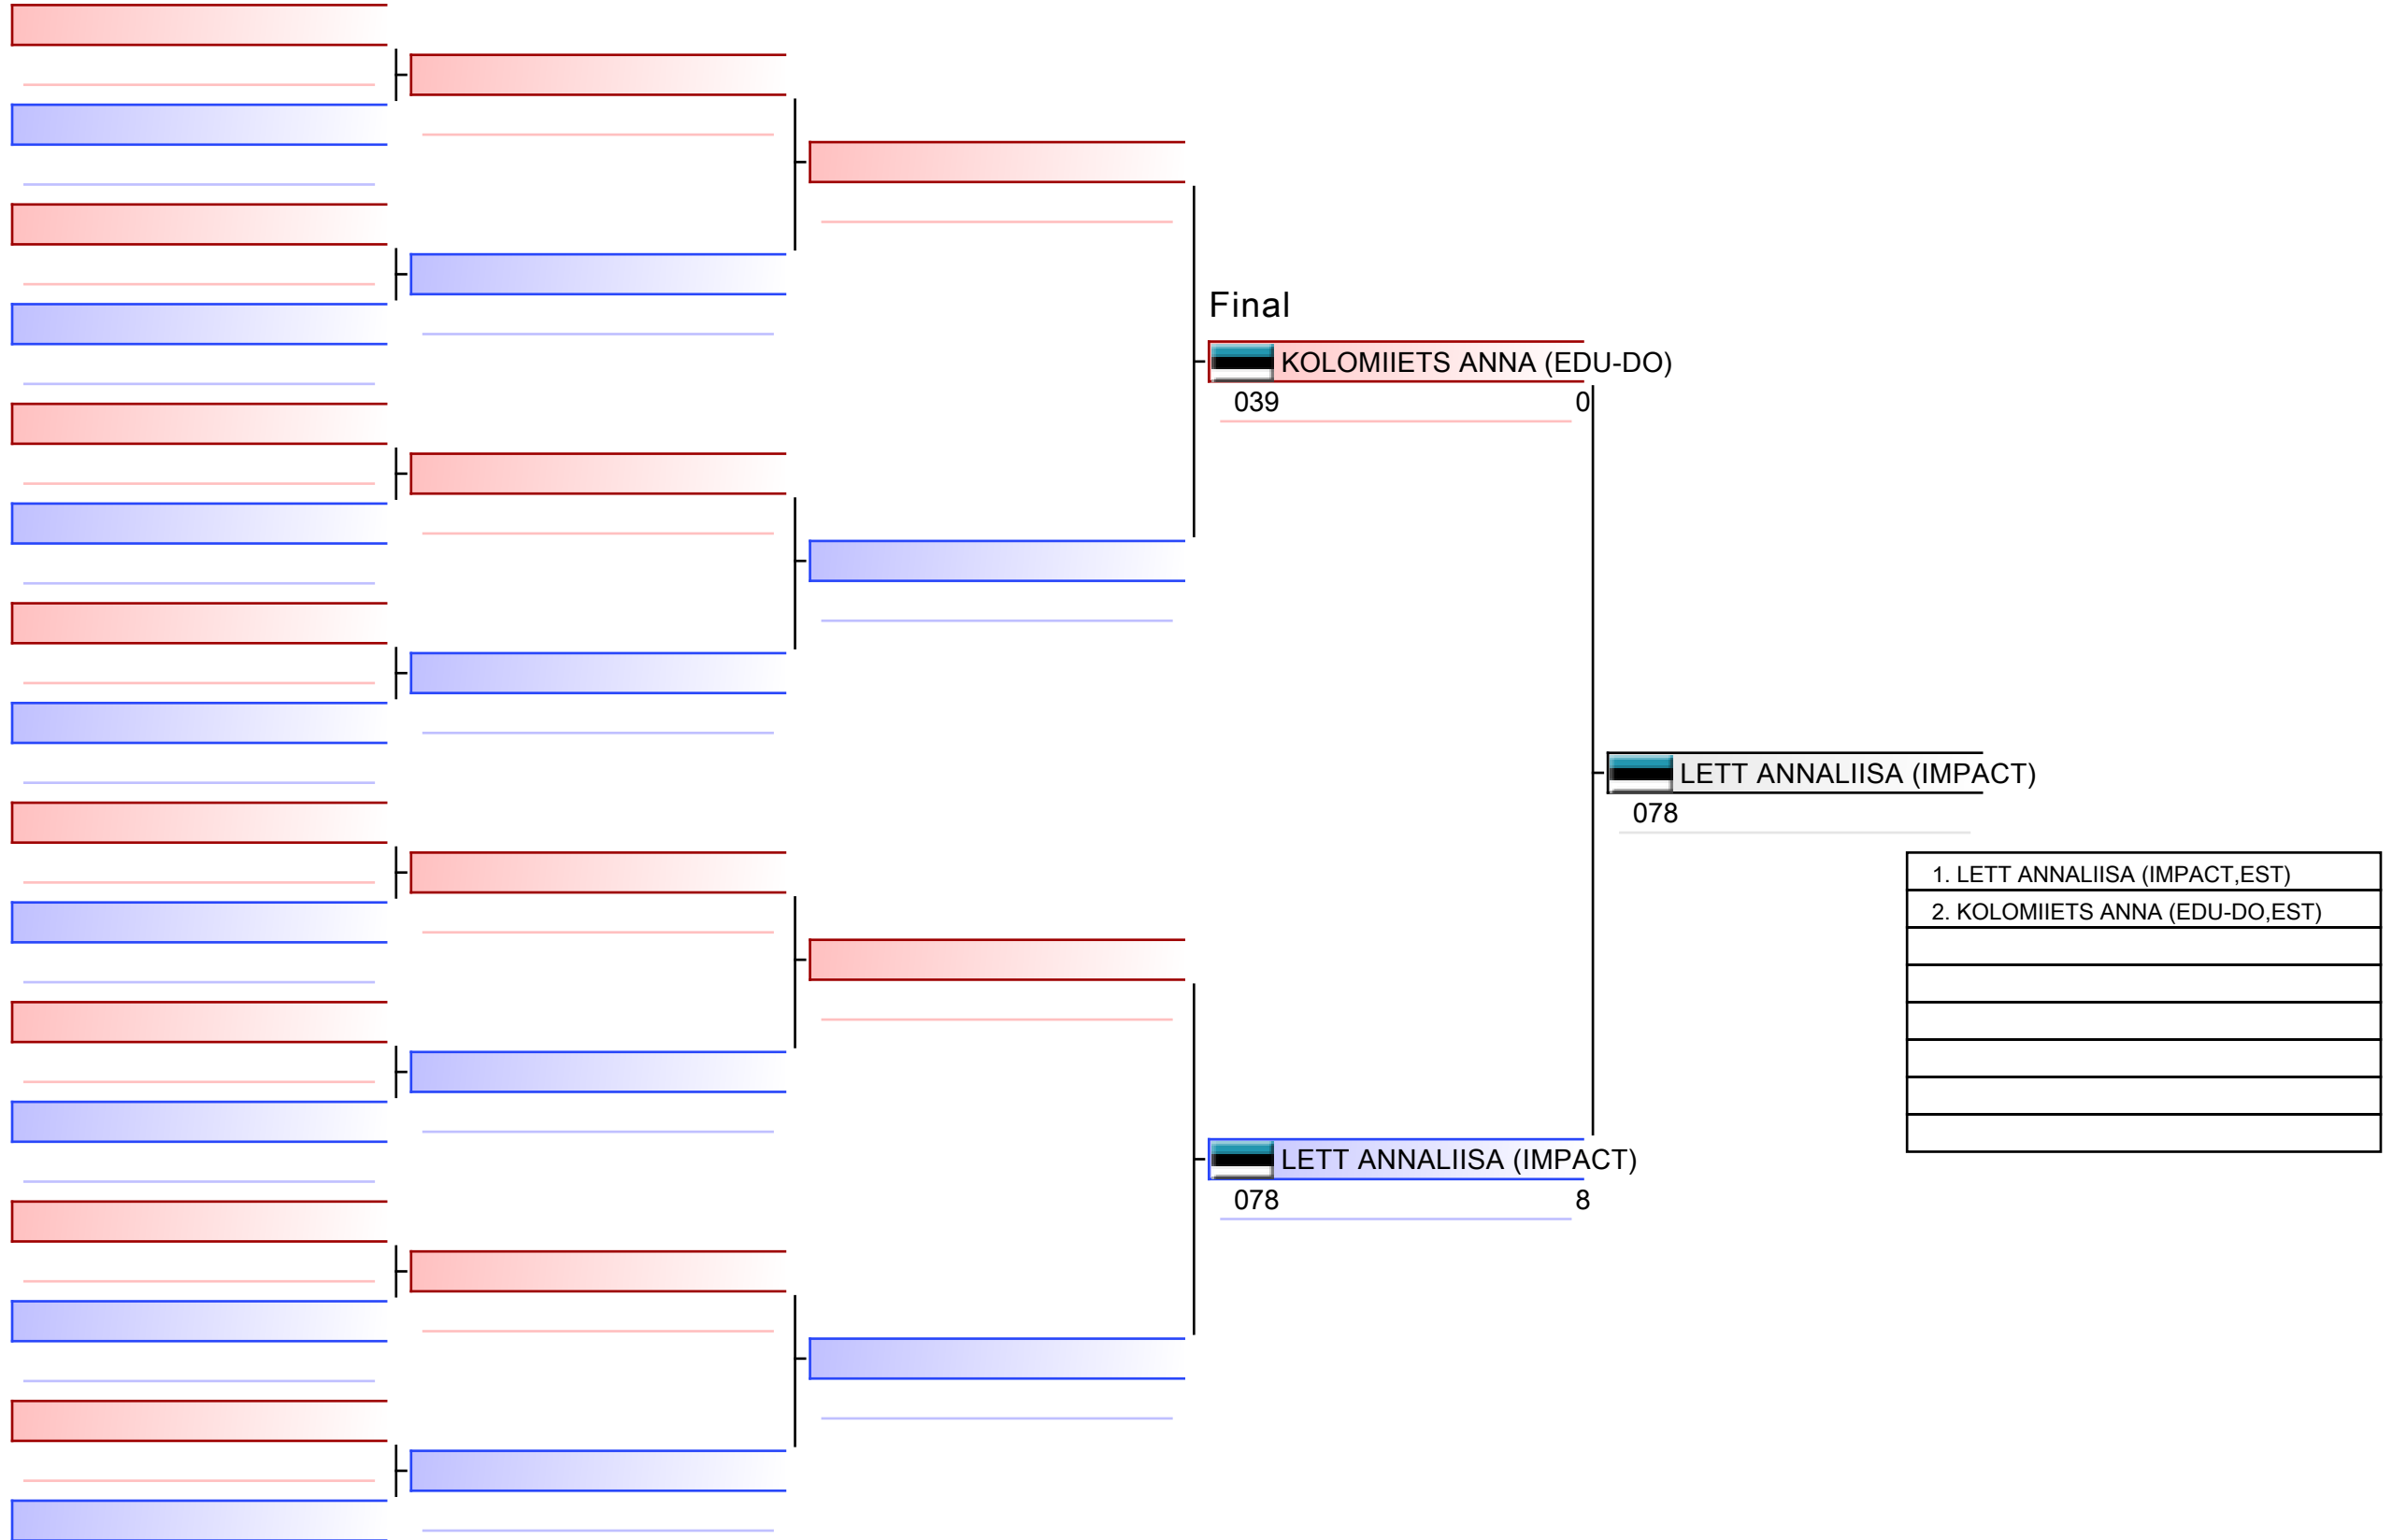 Final
KOLOMIIETS ANNA (EDU-DO)
039 0
LETT ANNALIISA (IMPACT)
078
1. LETT ANNALIISA (IMPACT,EST)
2. KOLOMIIETS ANNA (EDU-DO,EST)
LETT ANNALIISA (IMPACT)
078 8